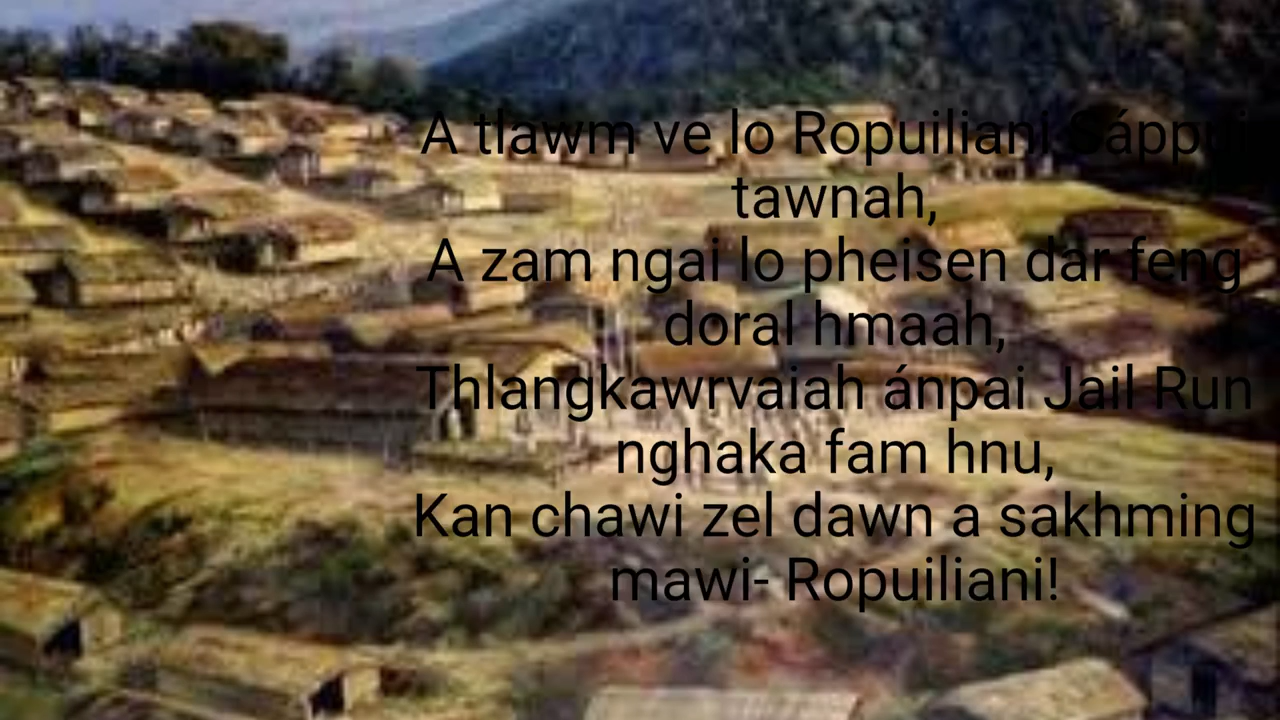 A tlawm ve lo Ropuiliani Sáppui
tawnah,
A zam ngai lo pheisen dar feng
doral hmaah,
Thlangkawrvaiah ánpai Jail Run
nghaka fam hnu,
Kan chawi zel dawn a sakhming
mawi- Ropuiliani!